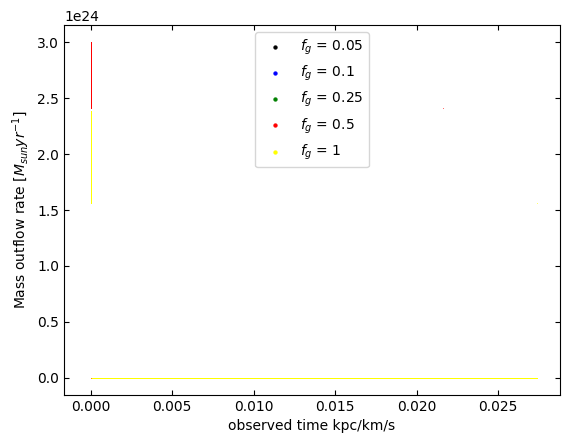 1e24
3.0
2.5
2.0
1.5
1.0
0.5
0.0
Mass outflow rate [M_{sun}yr^{-1}]
f_g = 0.05
f_g = 0.1
f_g = 0.25
f_g = 0.5
f_g = 1
0.000 0.005 0.010 0.015 0.020 0.025
observed time kpc/km/s